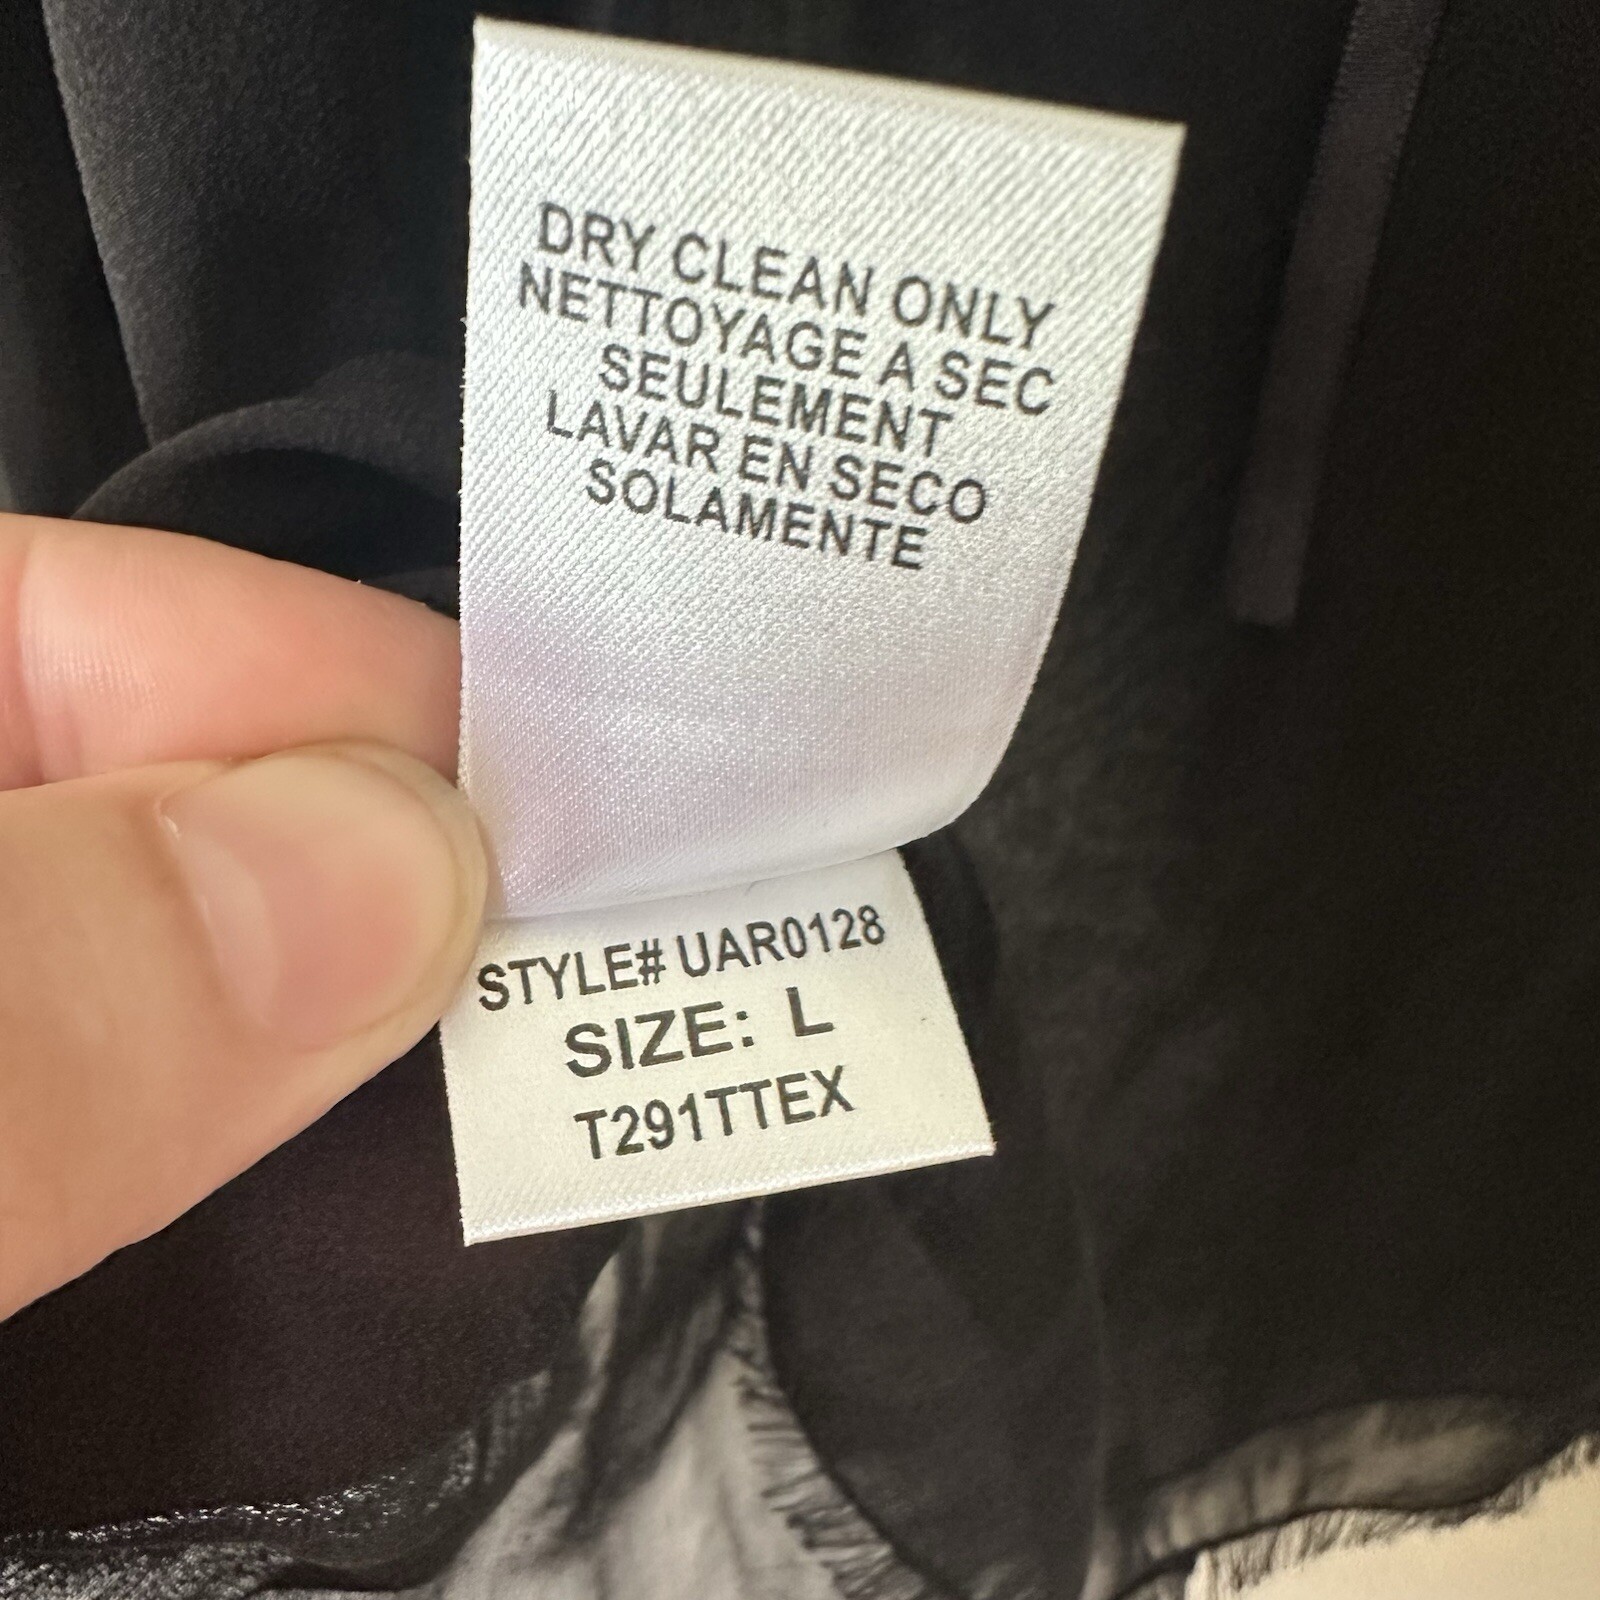 DRY CLEAN ONLY
NETTOYAGE A SEC
SEULEMENT
LAVAR EN SECO
SOLAMENTE
STYLE# UAR0128
SIZE: L
T291TTEX